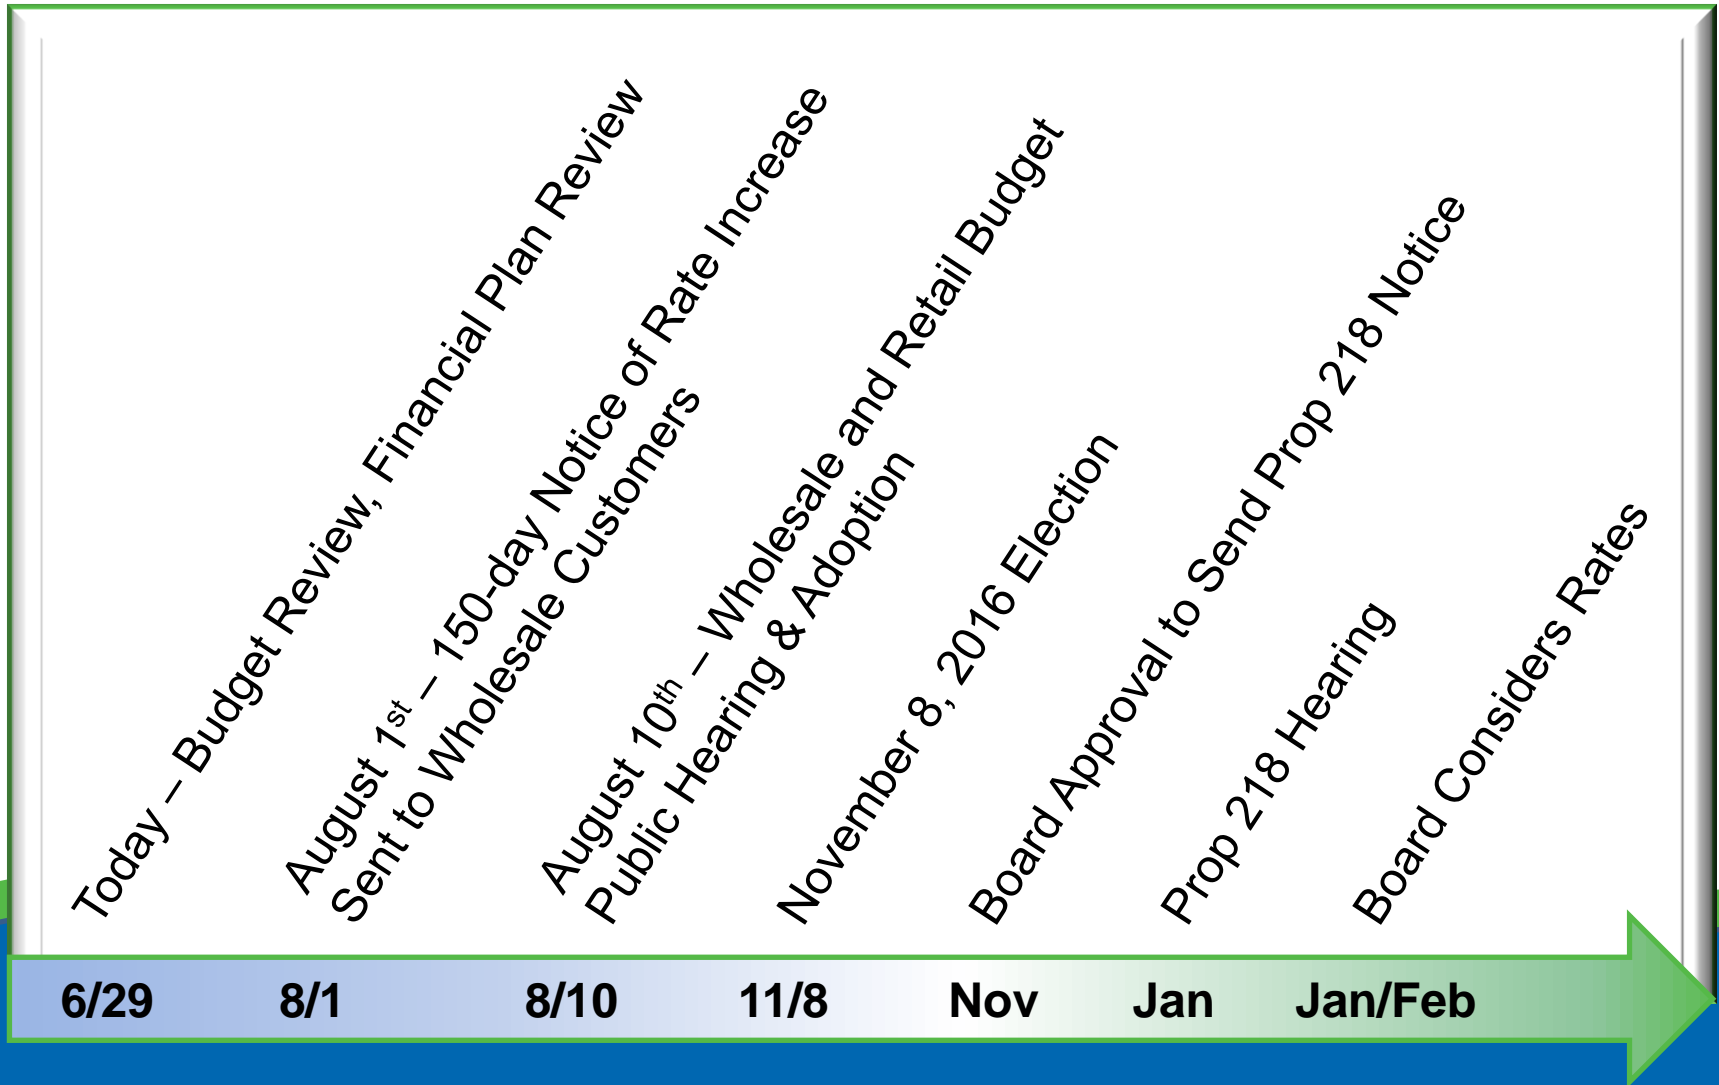 Today – Budget Review, Financial Plan Review
August 1st – 150-day Notice of Rate Increase
Sent to Wholesale Customers
August 10th – Wholesale and Retail Budget
Public Hearing & Adoption
November 8, 2016 Election
Board Approval to Send Prop 218 Notice
Prop 218 Hearing
Board Considers Rates
6/29 8/1 8/10 11/8 Nov Jan Jan/Feb